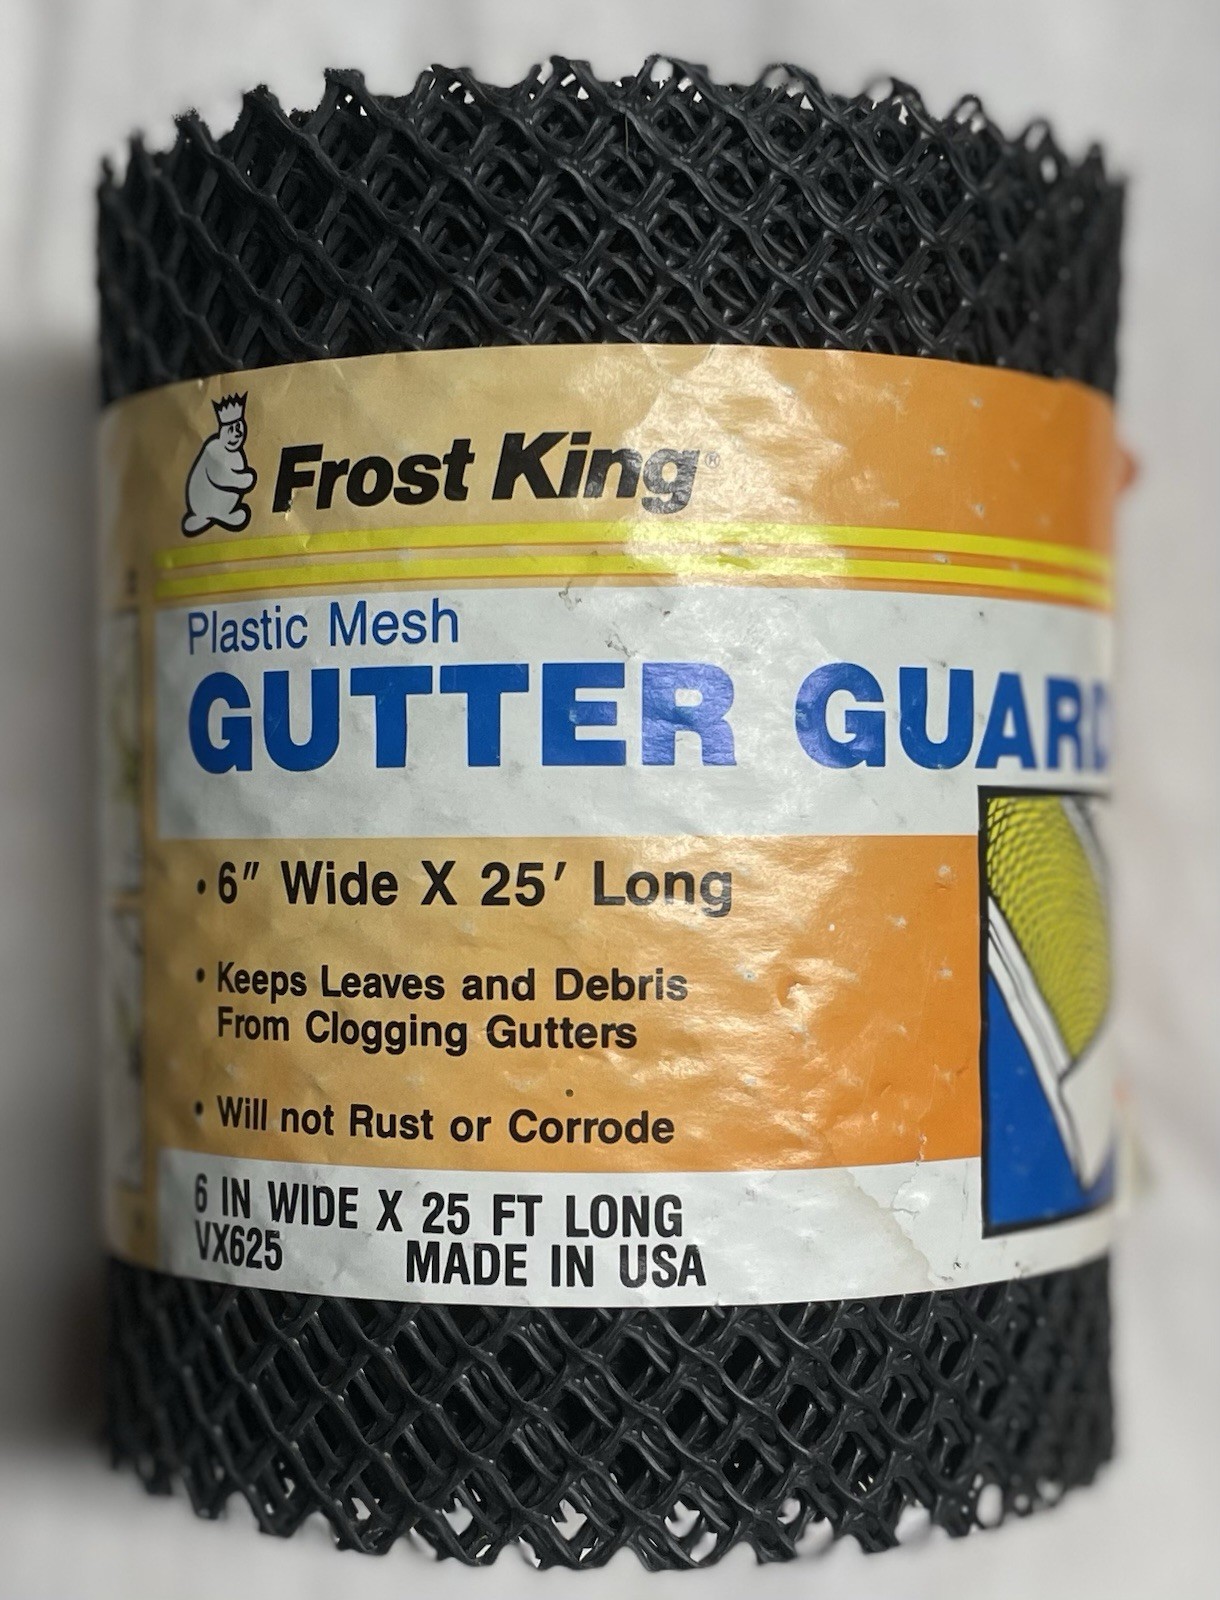 Frost King®
Plastic Mesh
GUTTER GUARD
• 6" Wide X 25' Long
• Keeps Leaves and Debris
From Clogging Gutters
• Will not Rust or Corrode
6 IN WIDE X 25 FT LONG
VX625 MADE IN USA